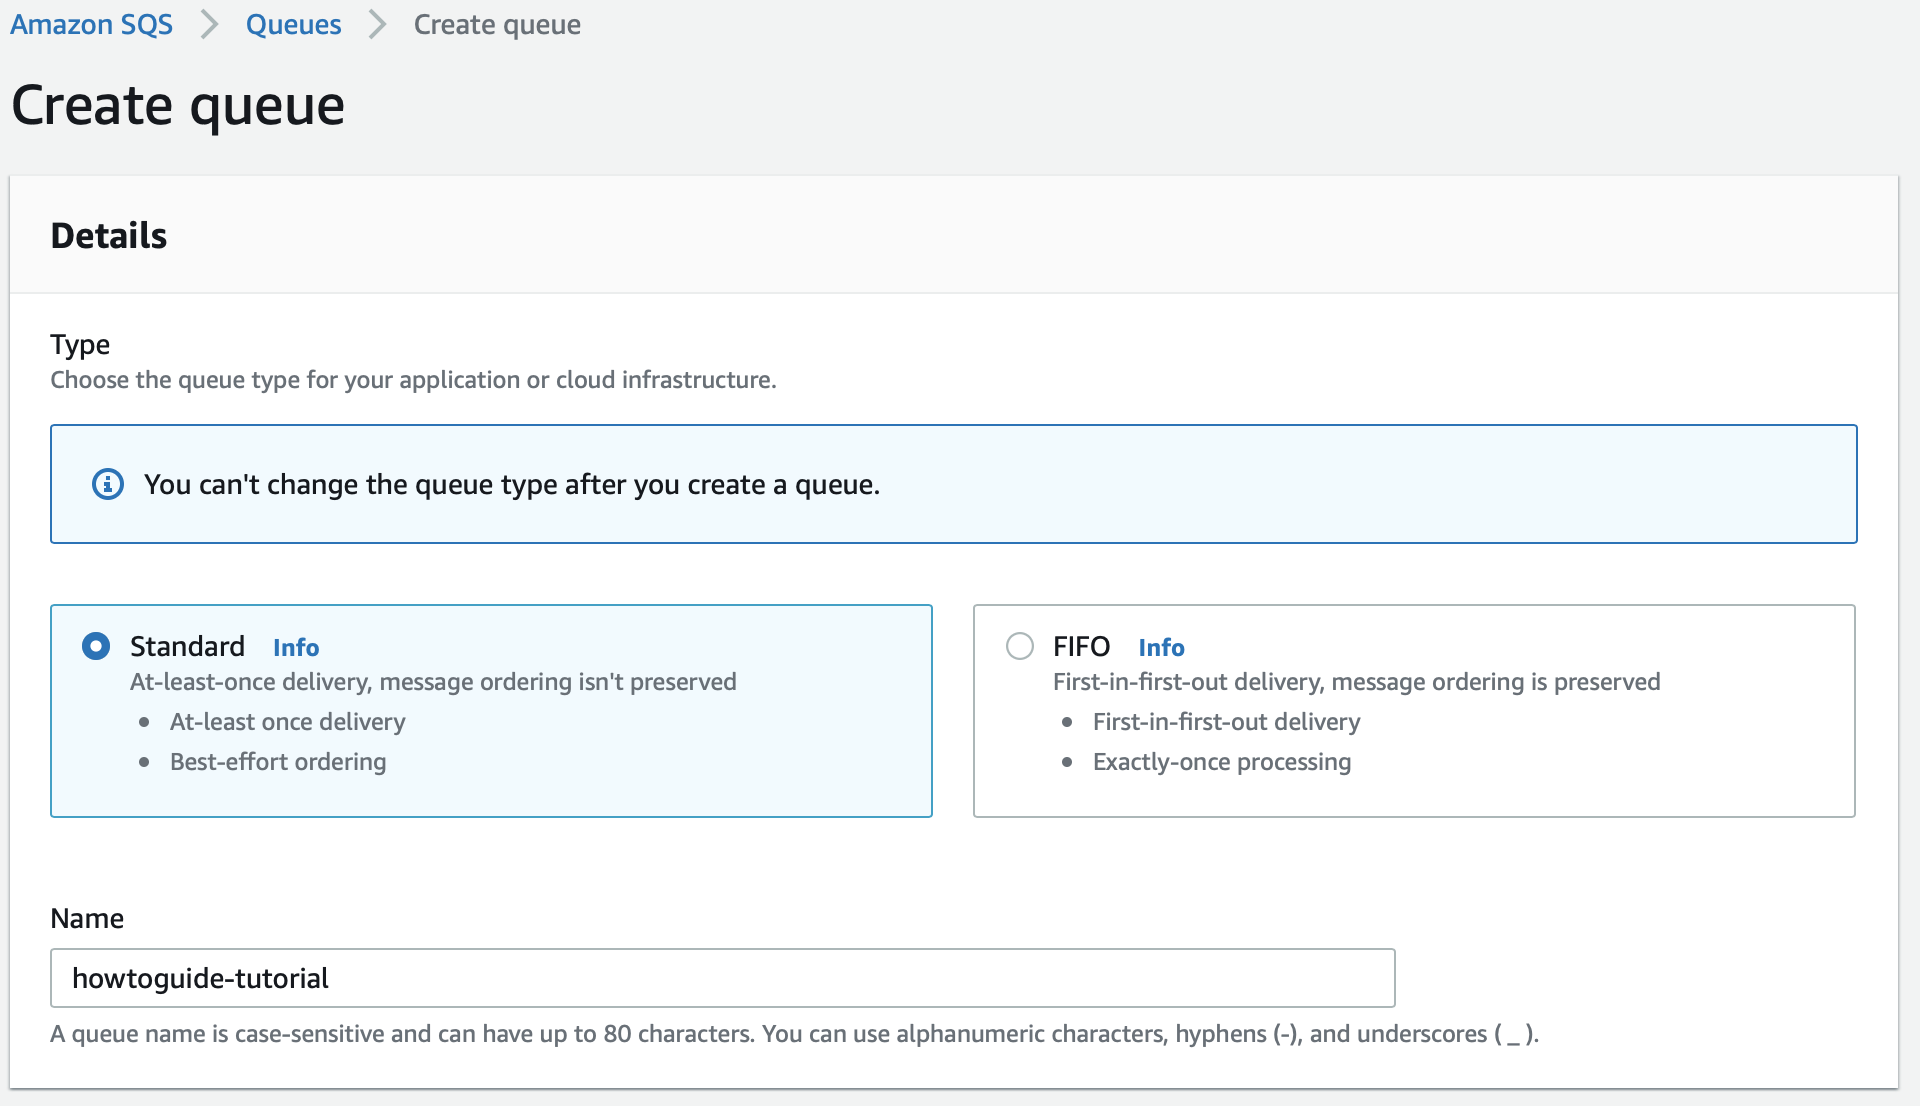 Amazon SQS > Queues > Create queue
Create queue
Details
Type
Choose the queue type for your application or cloud infrastructure.
You can't change the queue type after you create a queue.
Standard Info
At-least-once delivery, message ordering isn't preserved
• At-least once delivery
• Best-effort ordering
FIFO Info
First-in-first-out delivery, message ordering is preserved
• First-in-first-out delivery
• Exactly-once processing
Name
howtoguide-tutorial
A queue name is case-sensitive and can have up to 80 characters. You can use alphanumeric characters, hyphens (-), and underscores ( _ ).